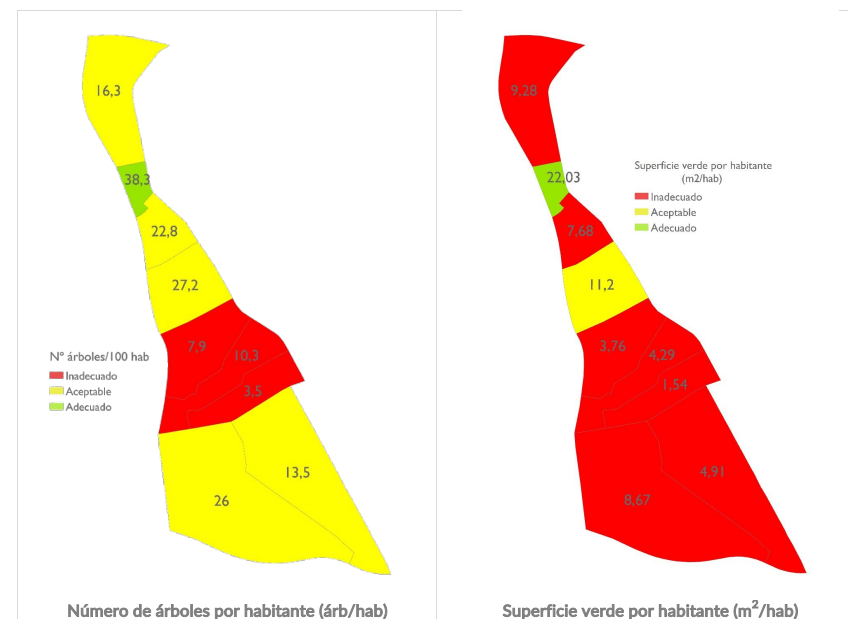 16,3
38,3
22,8
27,2
7,9
10,3
3,5
13,5
26
Nº árboles/100 hab
Inadecuado
Aceptable
Adecuado
Número de árboles por habitante (árb/hab)
9,28
22,03
7,68
11,2
3,76
4,29
1,54
4,91
8,67
Superficie verde por habitante
(m2/hab)
Inadecuado
Aceptable
Adecuado
Superficie verde por habitante (m²/hab)